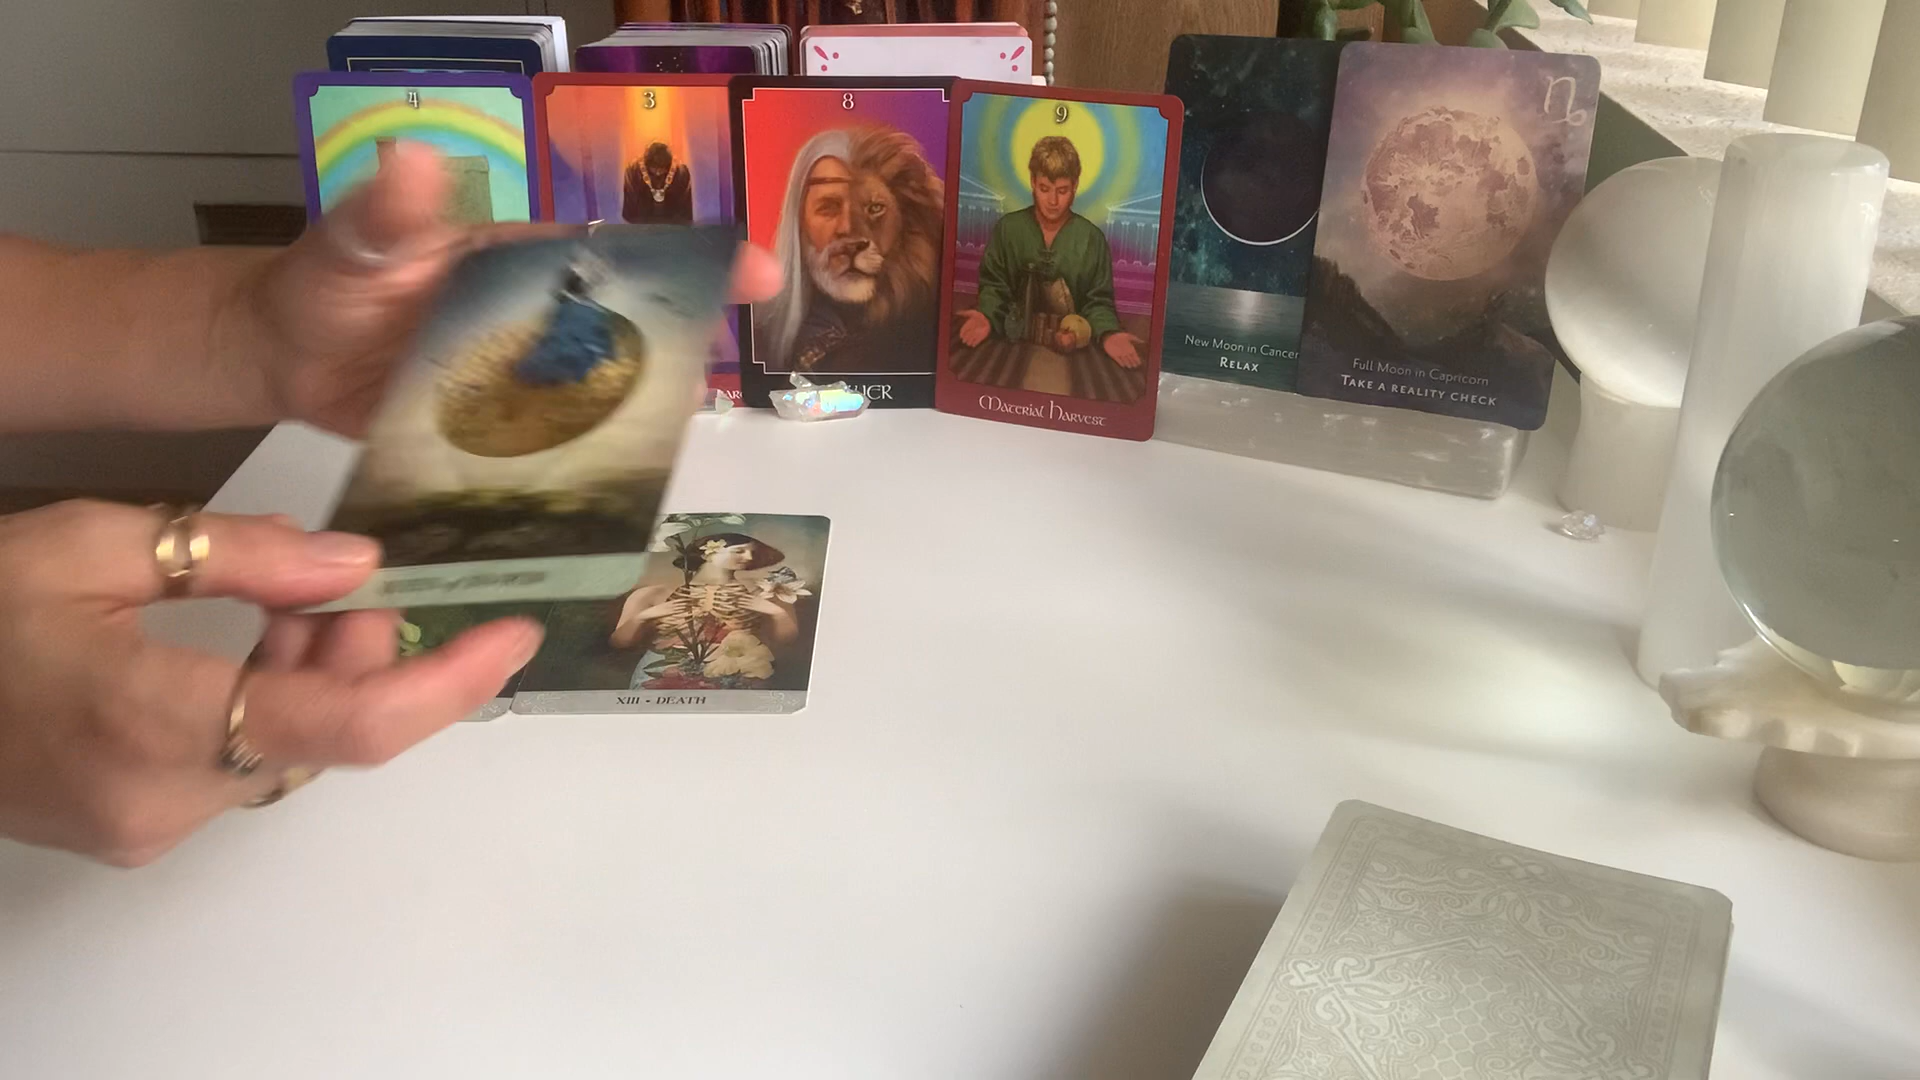 4
3
8
9
New Moon in Cancer
RELAX
Full Moon in Capricorn
TAKE A REALITY CHECK
Material Harvest
XIII • DEATH